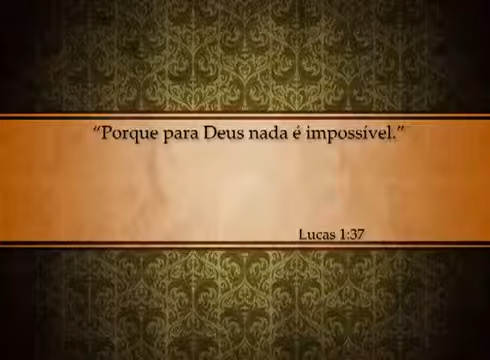 “Porque para Deus nada é impossível.”
Lucas 1:37